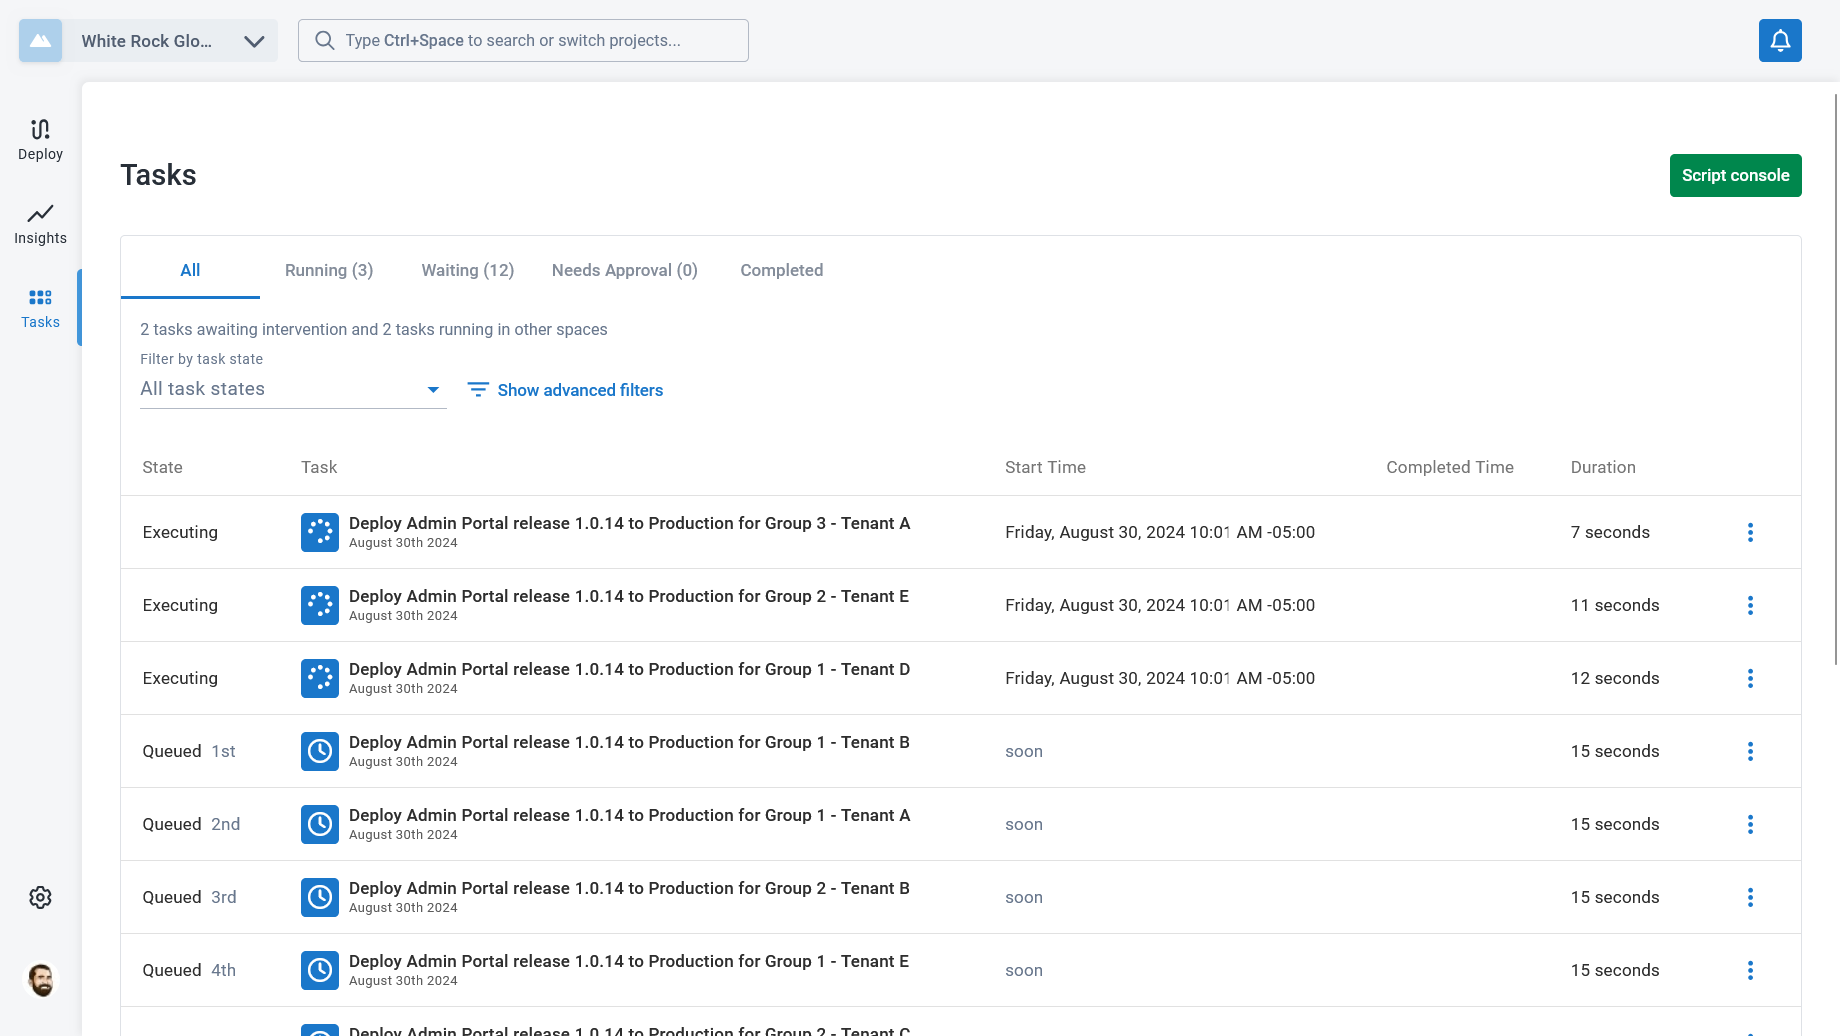 White Rock Glo...
Type Ctrl+Space to search or switch projects...
Deploy
Insights
Tasks
Tasks
Script console
All Running (3) Waiting (12) Needs Approval (0) Completed
2 tasks awaiting intervention and 2 tasks running in other spaces
Filter by task state
All task states
Show advanced filters
State Task Start Time Completed Time Duration
Executing Deploy Admin Portal release 1.0.14 to Production for Group 3 - Tenant A Friday, August 30, 2024 10:01 AM -05:00 7 seconds
August 30th 2024
Executing Deploy Admin Portal release 1.0.14 to Production for Group 2 - Tenant E Friday, August 30, 2024 10:01 AM -05:00 11 seconds
August 30th 2024
Executing Deploy Admin Portal release 1.0.14 to Production for Group 1 - Tenant D Friday, August 30, 2024 10:01 AM -05:00 12 seconds
August 30th 2024
Queued 1st Deploy Admin Portal release 1.0.14 to Production for Group 1 - Tenant B soon 15 seconds
August 30th 2024
Queued 2nd Deploy Admin Portal release 1.0.14 to Production for Group 1 - Tenant A soon 15 seconds
August 30th 2024
Queued 3rd Deploy Admin Portal release 1.0.14 to Production for Group 2 - Tenant B soon 15 seconds
August 30th 2024
Queued 4th Deploy Admin Portal release 1.0.14 to Production for Group 1 - Tenant E soon 15 seconds
August 30th 2024
Deploy Admin Portal release 1.0.14 to Production for Group 2 - Tenant C